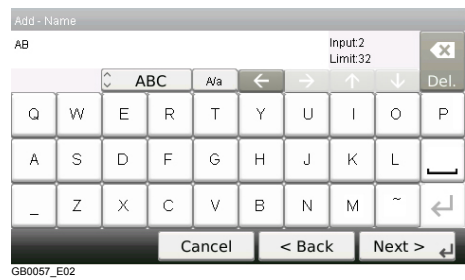 Add - Name
AB
Input:2
Limit:32
ABC A/a ← → ↑ ↓ Del.
Q W E R T Y U I O P
A S D F G H J K L
_ Z X C V B N M ~
Cancel < Back Next >
GB0057_E02